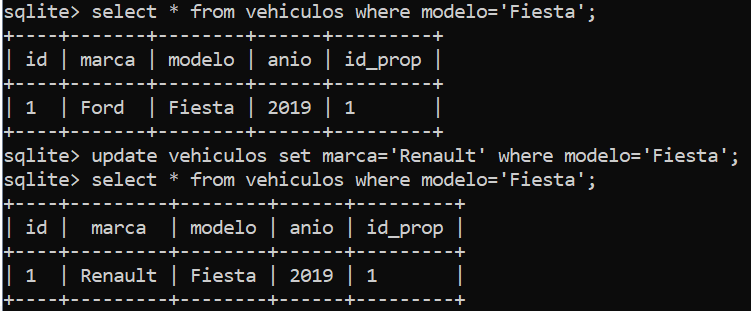 sqlite> select * from vehiculos where modelo='Fiesta';
+----+-------+--------+------+---------+
| id | marca | modelo | anio | id_prop |
+----+-------+--------+------+---------+
| 1  | Ford  | Fiesta | 2019 | 1       |
+----+-------+--------+------+---------+
sqlite> update vehiculos set marca='Renault' where modelo='Fiesta';
sqlite> select * from vehiculos where modelo='Fiesta';
+----+---------+--------+------+---------+
| id |  marca  | modelo | anio | id_prop |
+----+---------+--------+------+---------+
| 1  | Renault | Fiesta | 2019 | 1       |
+----+---------+--------+------+---------+